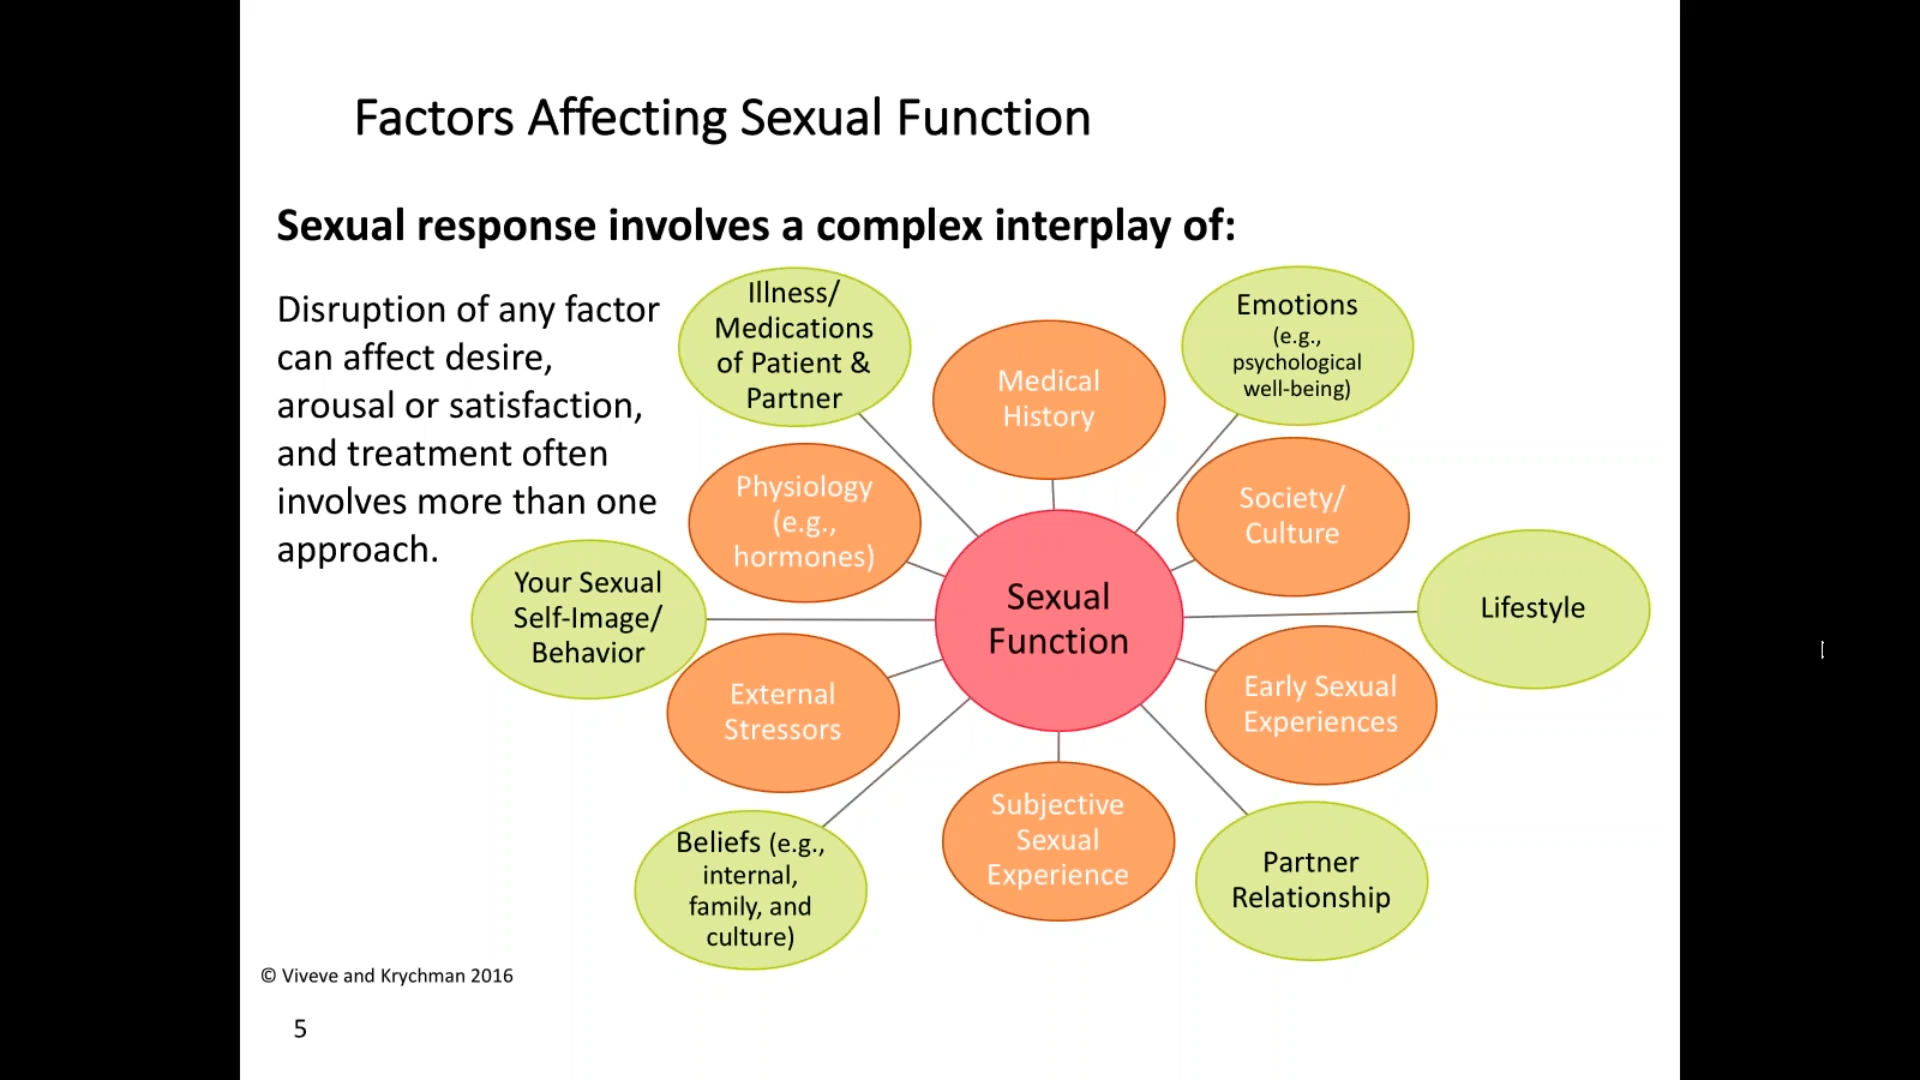 Factors Affecting Sexual Function
Sexual response involves a complex interplay of:
Disruption of any factor
can affect desire,
arousal or satisfaction,
and treatment often
involves more than one
approach.
Illness/
Medications
of Patient &
Partner
Medical
History
Emotions
(e.g.,
psychological
well-being)
Physiology
(e.g.,
hormones)
Society/
Culture
Your Sexual
Self-Image/
Behavior
Sexual
Function
Lifestyle
External
Stressors
Early Sexual
Experiences
Beliefs (e.g.,
internal,
family, and
culture)
Subjective
Sexual
Experience
Partner
Relationship
© Viveve and Krychman 2016
5